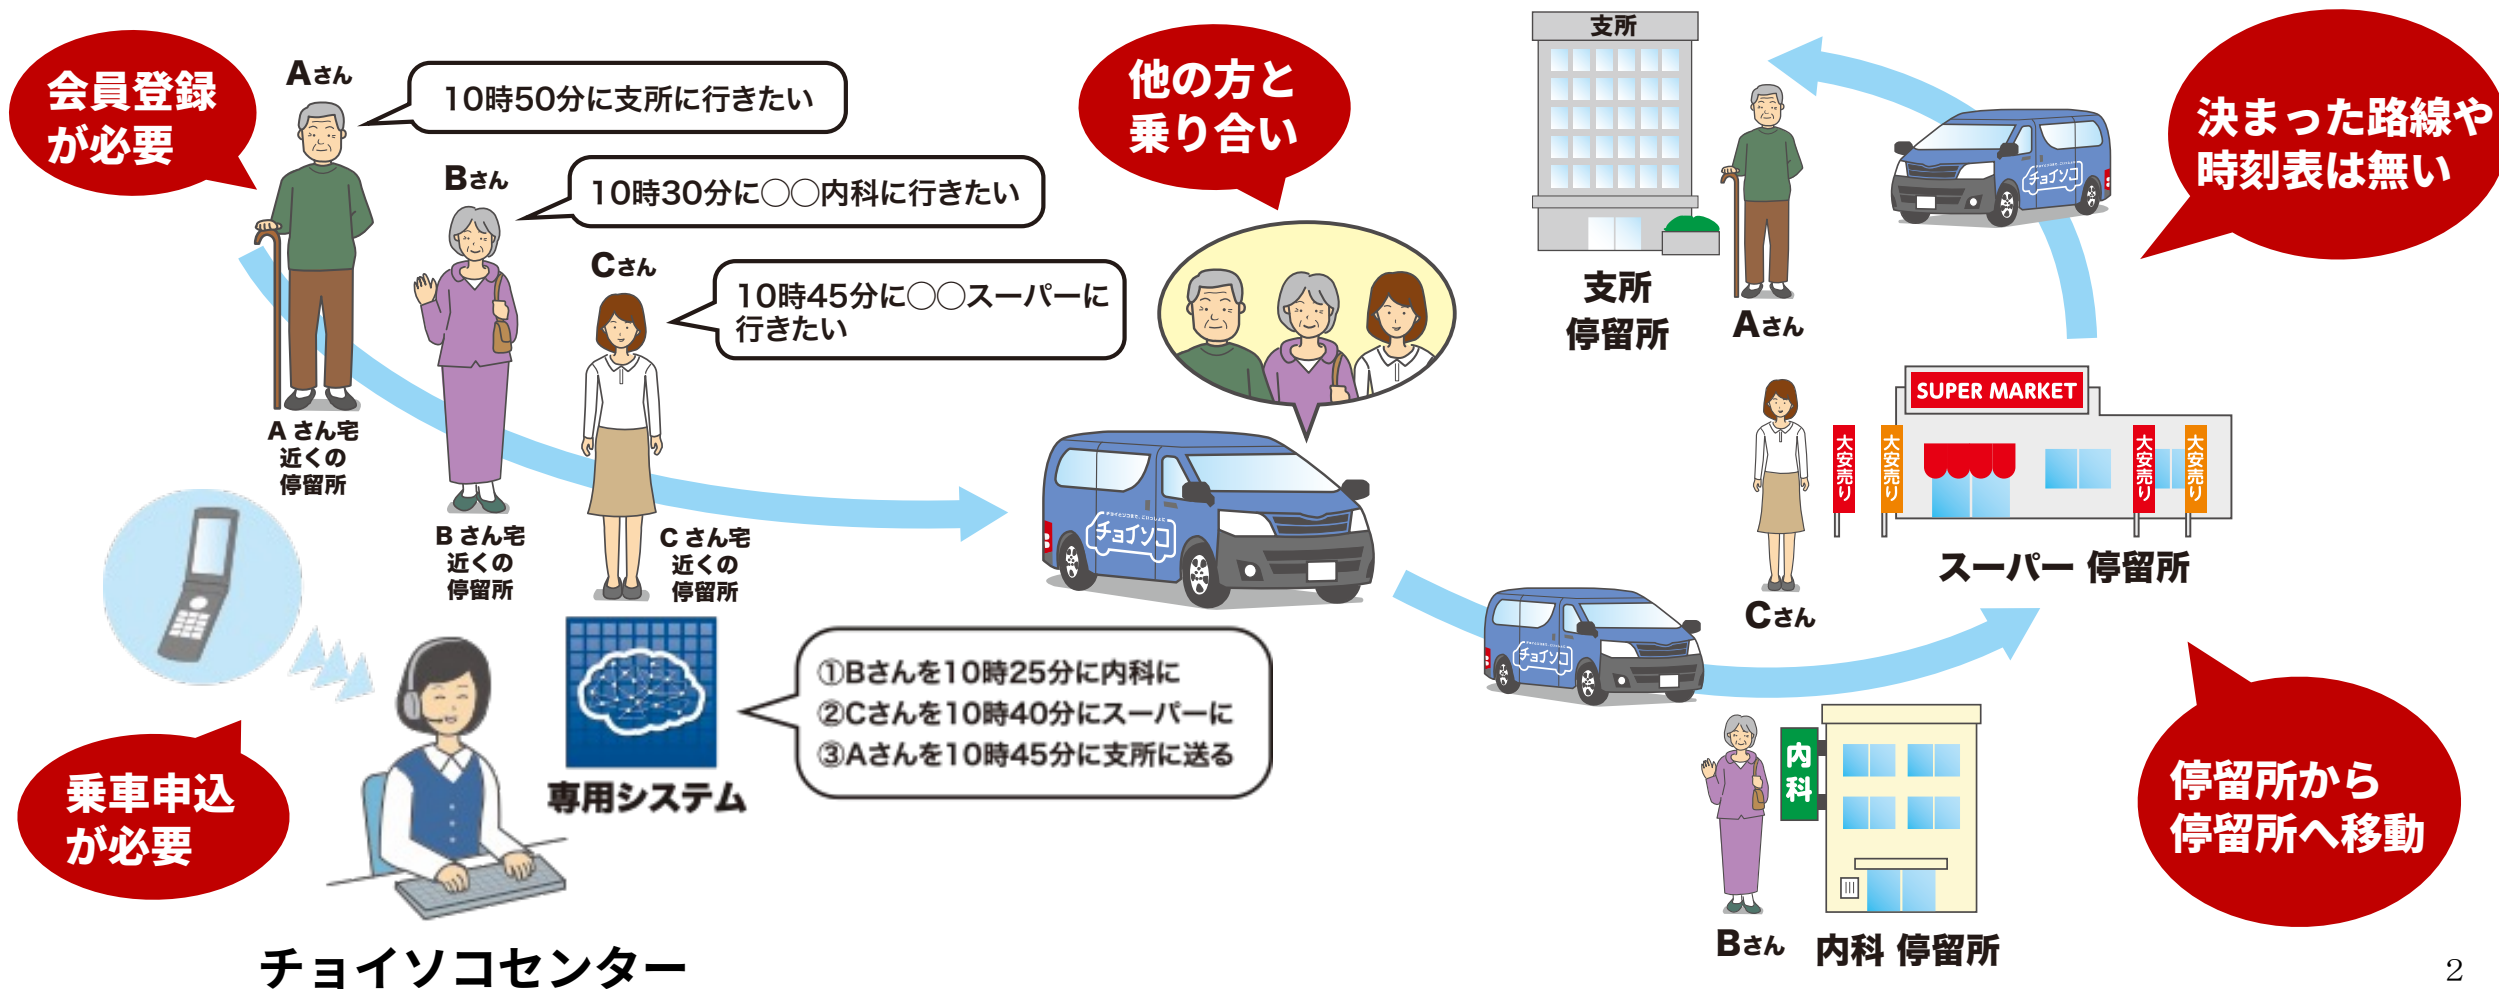 会員登録
が必要
Aさん
10時50分に支所に行きたい
Bさん
10時30分に○○内科に行きたい
Cさん
10時45分に○○スーパーに
行きたい
A さん宅
近くの
停留所
B さん宅
近くの
停留所
C さん宅
近くの
停留所
他の方と
乗り合い
チョイソコ
乗車申込
が必要
専用システム
①Bさんを10時25分に内科に
②Cさんを10時40分にスーパーに
③Aさんを10時45分に支所に送る
チョイソコセンター
支所
支所
停留所
Aさん
チョイソコ
決まった路線や
時刻表は無い
SUPER MARKET
大安売り
大安売り
大安売り
大安売り
スーパー 停留所
Cさん
チョイソコ
内科
Bさん
内科 停留所
停留所から
停留所へ移動
2